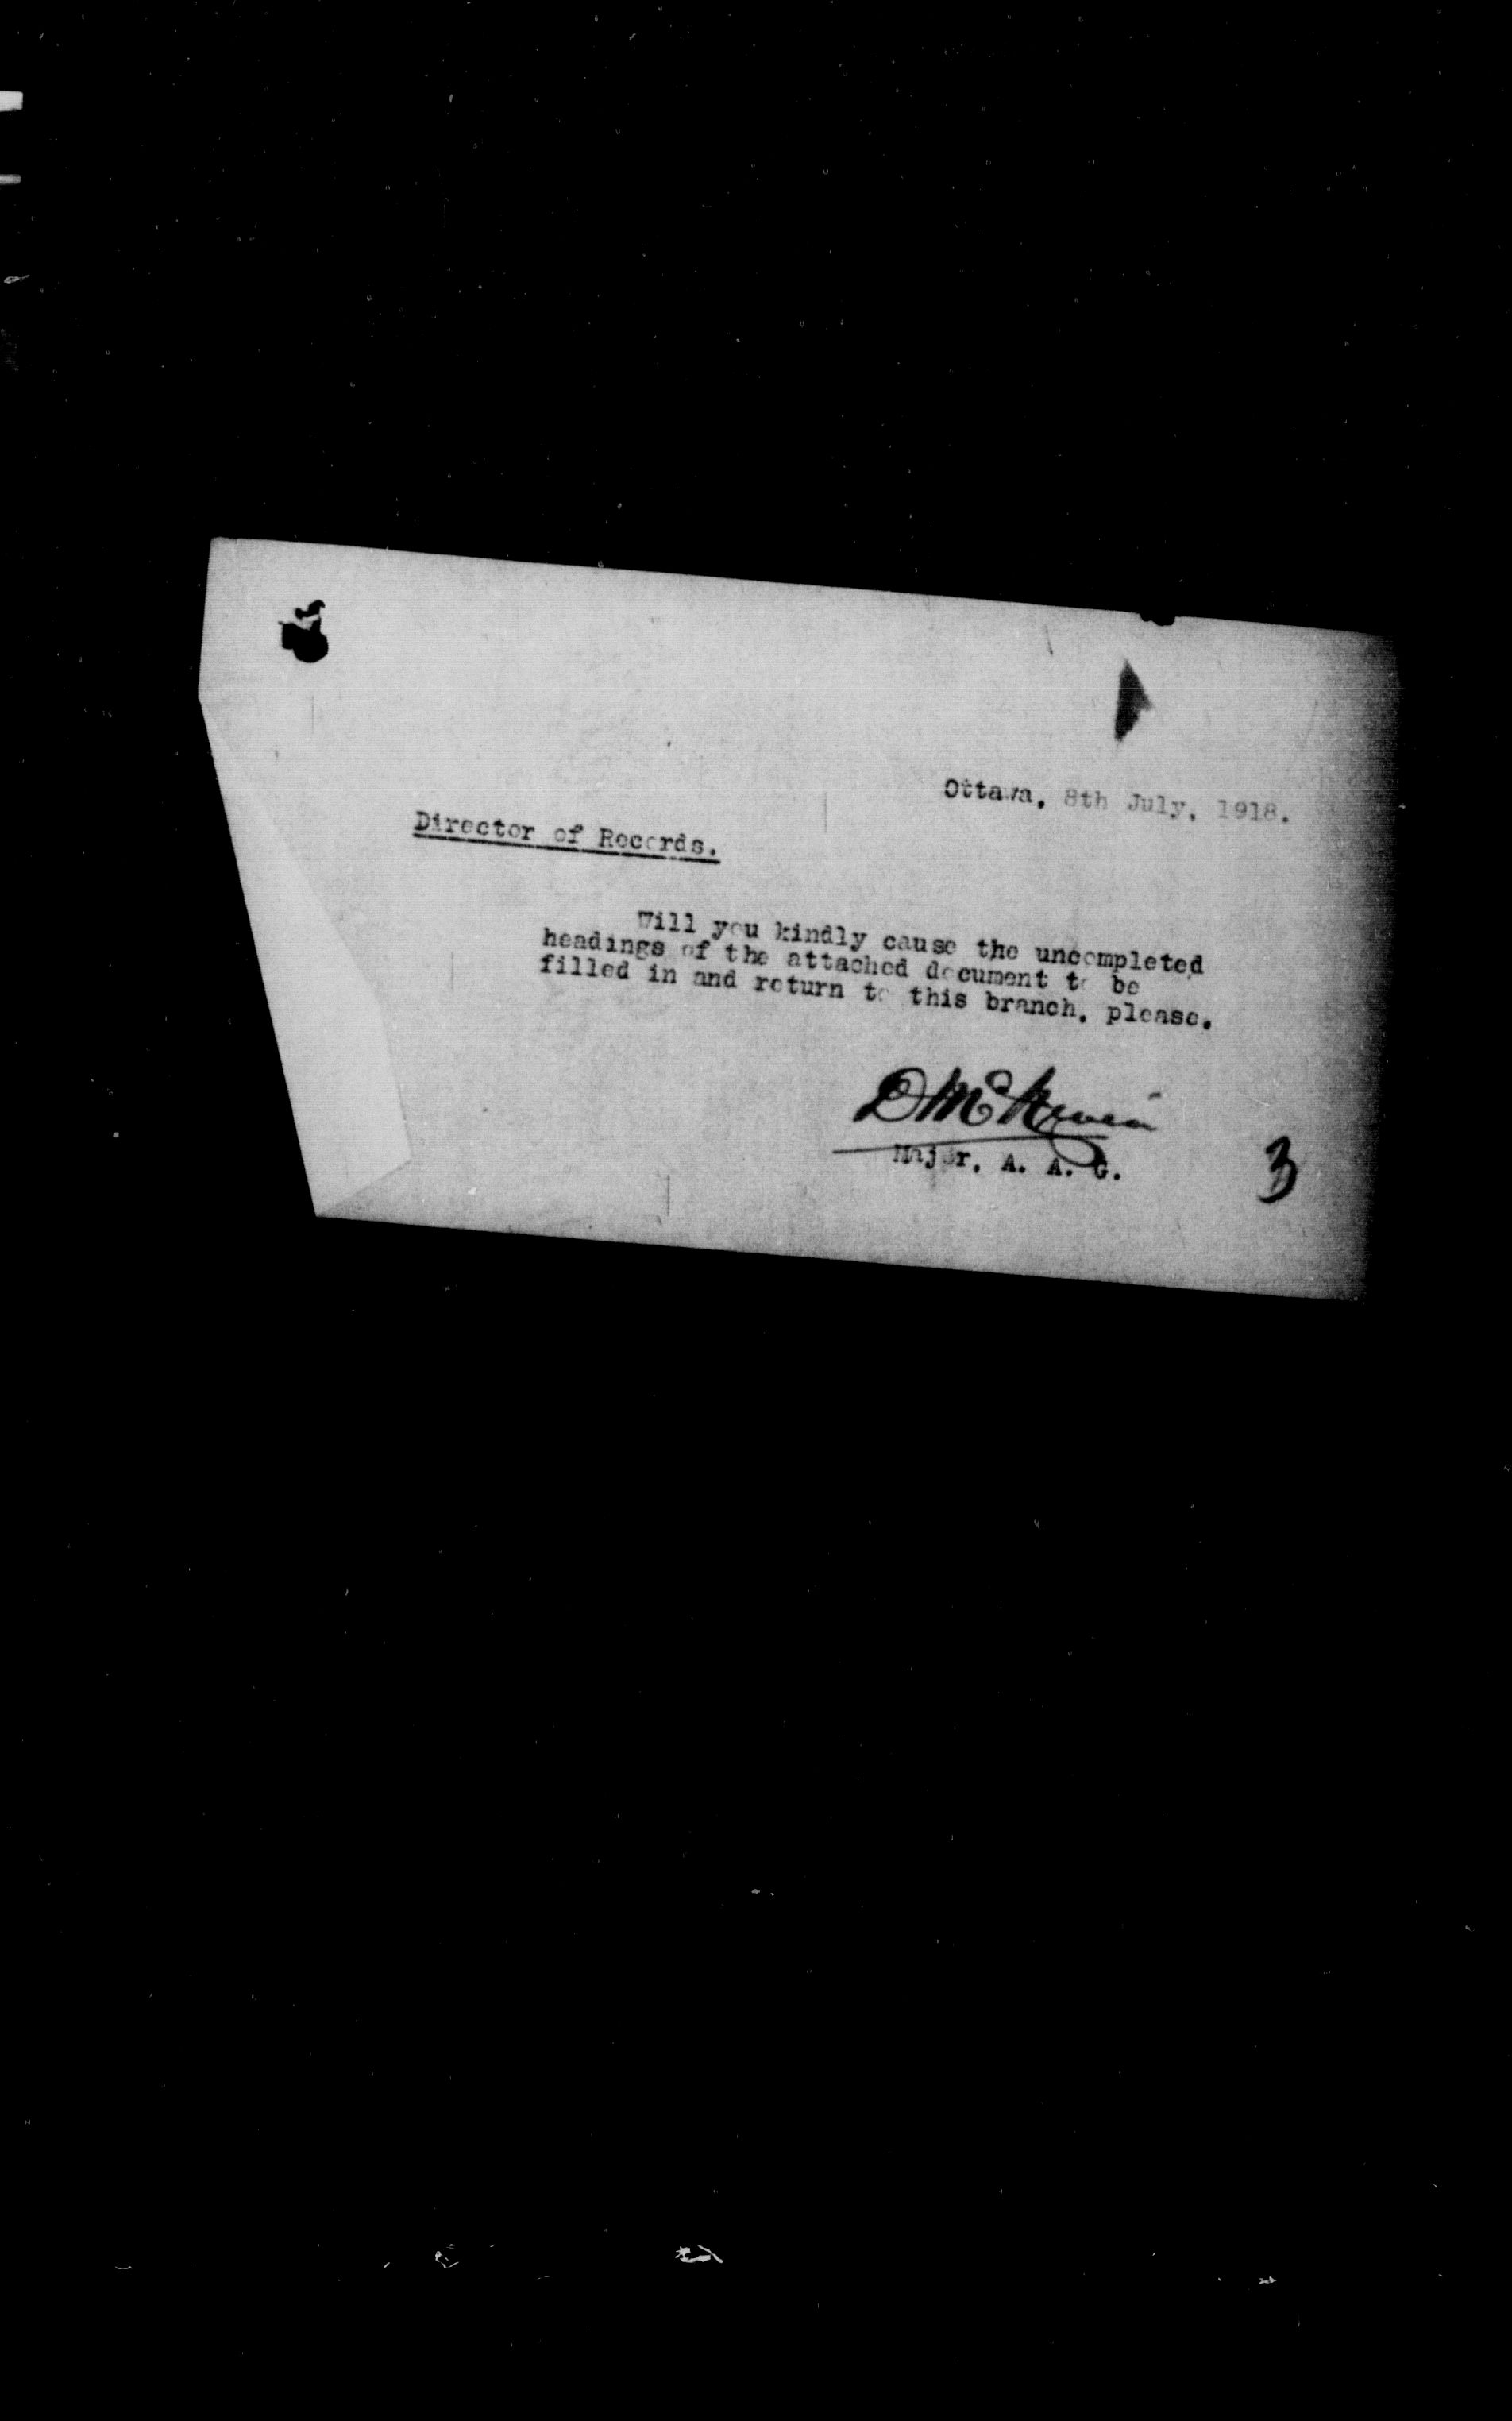 Ottawa, 8th July, 1918.
Director of Records.
Will you kindly cause the uncompleted
headings of the attached document to be
filled in and return to this branch, please.
Major, A. A. G.
3